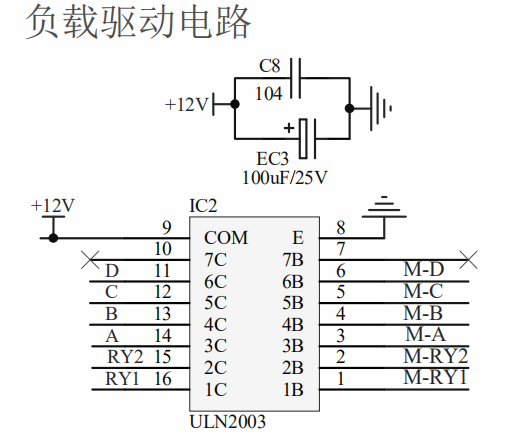 负载驱动电路
C8
+12V
104
+
EC3
100uF/25V
+12V
IC2
9 COM E 8
10 7C 7B 7
D 11 6C 6B 6 M-D
C 12 5C 5B 5 M-C
B 13 4C 4B 4 M-B
A 14 3C 3B 3 M-A
RY2 15 2C 2B 2 M-RY2
RY1 16 1C 1B 1 M-RY1
ULN2003